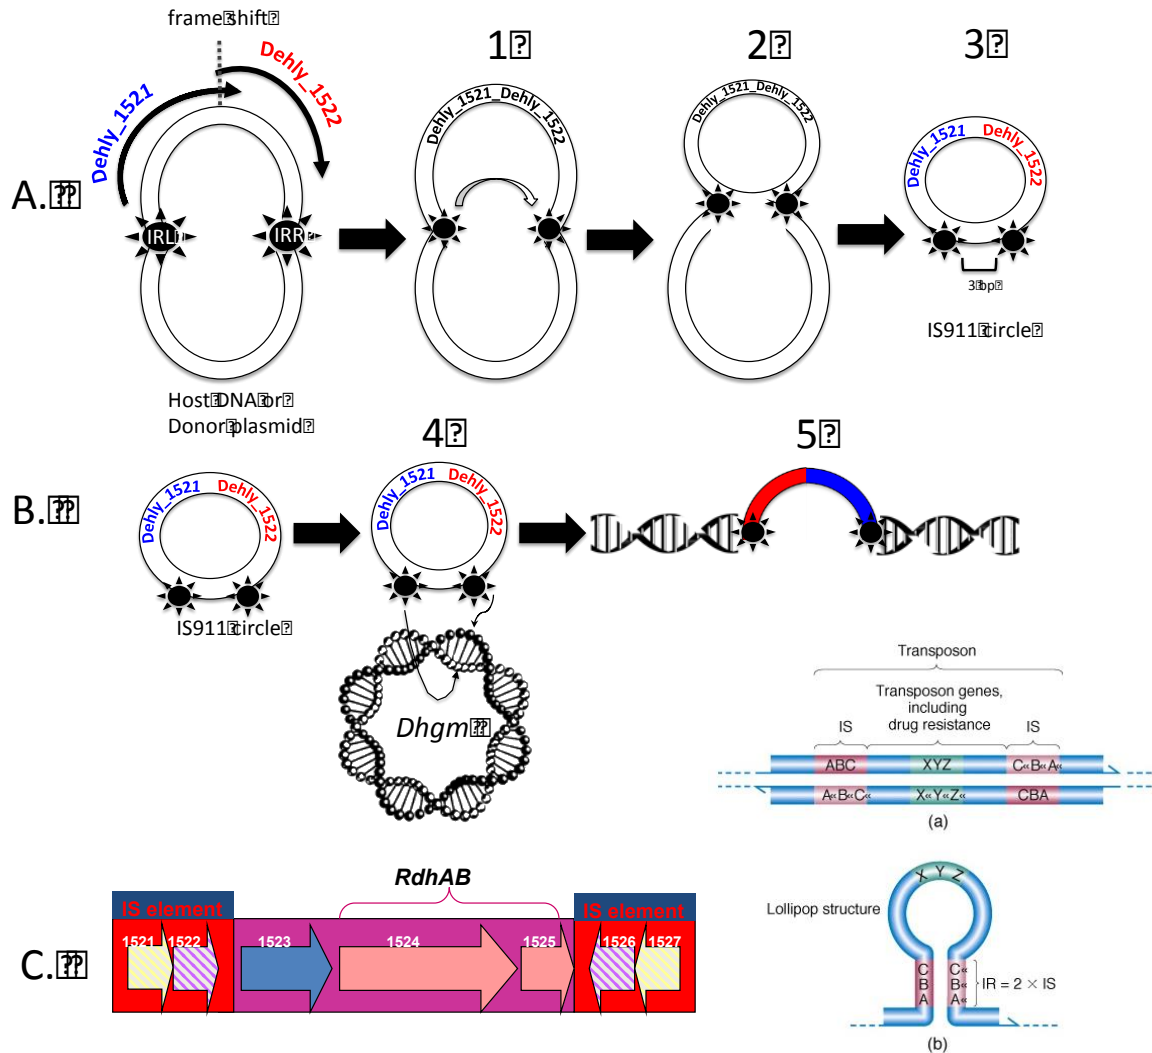 frame shift
1
2
3
Dehly_1521
Dehly_1522
Dehly_1521_Dehly_1522
Dehly_1521_Dehly_1522
Dehly_1521
Dehly_1522
A.
IRL
IRR
3 bp
IS911 circle
Host DNA or
Donor plasmid
4
5
B.
Dehly_1521
Dehly_1522
Dehly_1521
Dehly_1522
IS911 circle
Dhgm
Transposon
Transposon genes,
including
drug resistance
IS
IS
ABC
XYZ
C«B«A«
A«B«C«
X«Y«Z«
CBA
(a)
RdhAB
IS element
IS element
1521
1522
1523
1524
1525
1526
1527
C.
X Y Z
Lollipop structure
C
C«
B
B«
A
A«
IR = 2 × IS
(b)